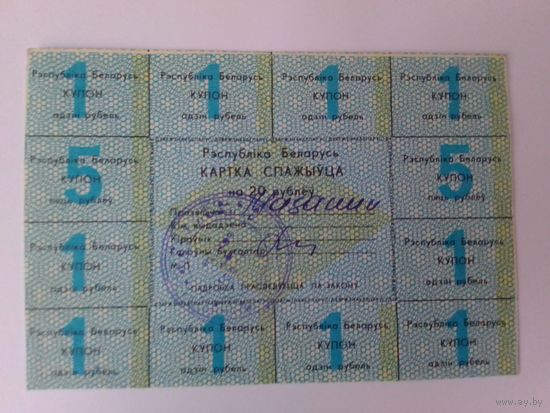 1 1 1 1
Рэспубліка Беларусь Рэспубліка Беларусь Рэспубліка Беларусь Рэспубліка Беларусь
КУПОН КУПОН КУПОН КУПОН
адзін рубель адзін рубель адзін рубель адзін рубель
5
КУПОН
пяць рублёў
Рэспубліка Беларусь
КАРТКА СПАЖЫЎЦА
на 20 рублёў
Прозвішча
Кім выдадзена
Кіраўнік
Галоўны бухгалтар
М.П.
ПАДРОБКА ПРАСЛЕДУЕЦЦА ПА ЗАКОНУ
5
КУПОН
пяць рублёў
1
Рэспубліка Беларусь
КУПОН
адзін рубель
1
Рэспубліка Беларусь
КУПОН
адзін рубель
1 1 1 1
Рэспубліка Беларусь Рэспубліка Беларусь Рэспубліка Беларусь Рэспубліка Беларусь
КУПОН КУПОН КУПОН КУПОН
адзін рубель адзін рубель адзін рубель адзін рубель
www.ay.by